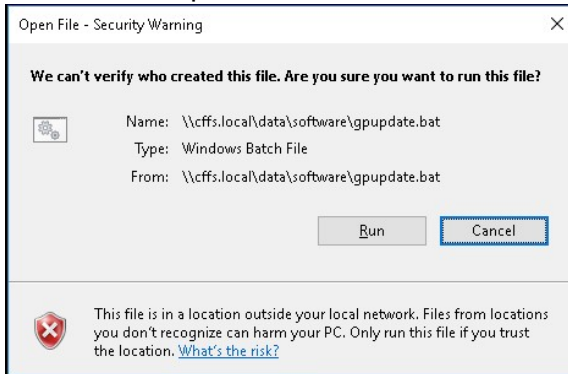 Open File - Security Warning
We can't verify who created this file. Are you sure you want to run this file?
Name: \\cffs.local\data\software\gpupdate.bat
Type: Windows Batch File
From: \\cffs.local\data\software\gpupdate.bat
Run Cancel
This file is in a location outside your local network. Files from locations
you don't recognize can harm your PC. Only run this file if you trust
the location. What's the risk?